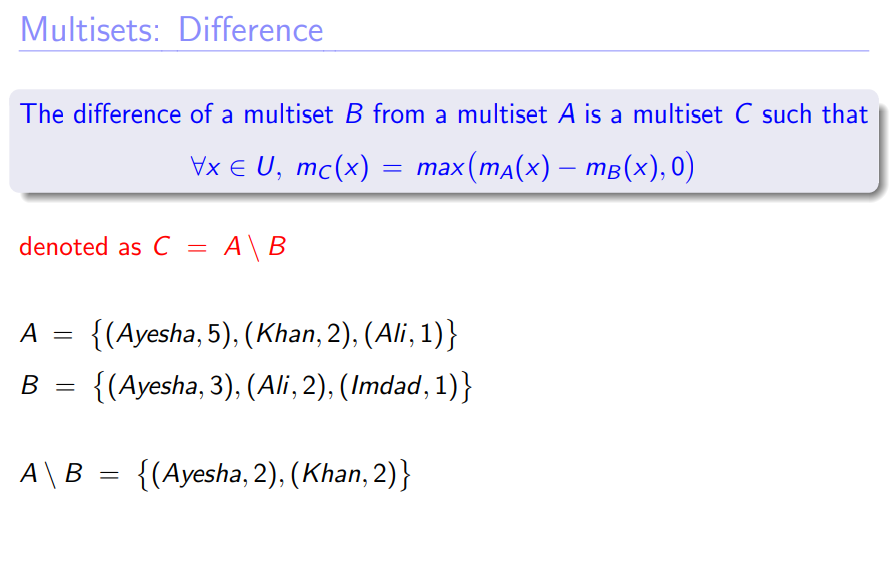 Multisets: Difference
The difference of a multiset B from a multiset A is a multiset C such that
∀x ∈ U, m_C(x) = max(m_A(x) − m_B(x), 0)
denoted as C = A \ B
A = {(Ayesha, 5), (Khan, 2), (Ali, 1)}
B = {(Ayesha, 3), (Ali, 2), (Imdad, 1)}
A \ B = {(Ayesha, 2), (Khan, 2)}